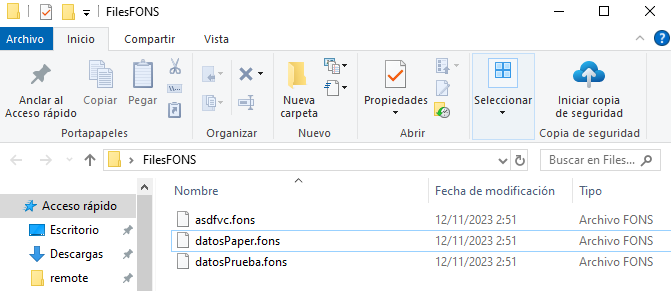 FilesFONS
Archivo Inicio Compartir Vista
Anclar al Acceso rápido
Copiar
Pegar
Portapapeles
Organizar
Nueva carpeta
Nuevo
Propiedades
Abrir
Seleccionar
Iniciar copia de seguridad
Copia de seguridad
FilesFONS
Buscar en Files...
Acceso rápido
Escritorio
Descargas
remote
Nombre Fecha de modificación Tipo
asdfvc.fons 12/11/2023 2:51 Archivo FONS
datosPaper.fons 12/11/2023 2:51 Archivo FONS
datosPrueba.fons 12/11/2023 2:51 Archivo FONS